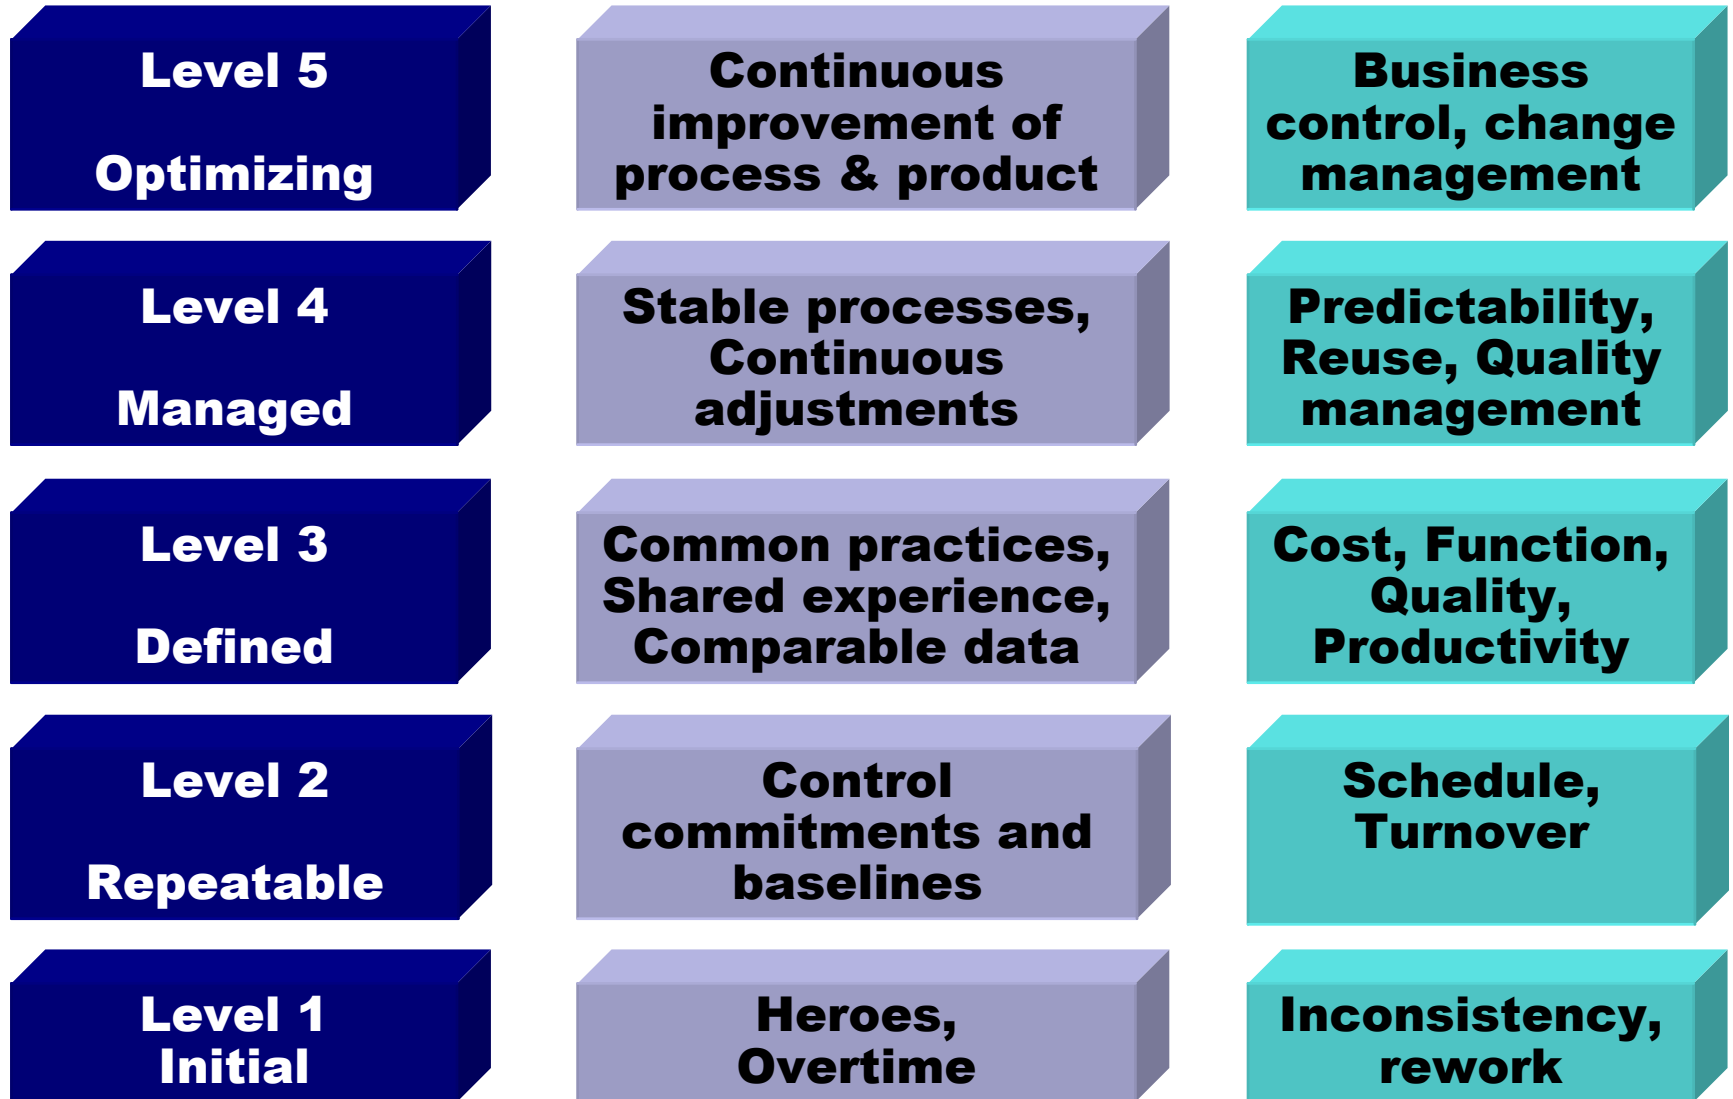 Level 5
Optimizing
Continuous
improvement of
process & product
Business
control, change
management
Level 4
Managed
Stable processes,
Continuous
adjustments
Predictability,
Reuse, Quality
management
Level 3
Defined
Common practices,
Shared experience,
Comparable data
Cost, Function,
Quality,
Productivity
Level 2
Repeatable
Control
commitments and
baselines
Schedule,
Turnover
Level 1
Initial
Heroes,
Overtime
Inconsistency,
rework